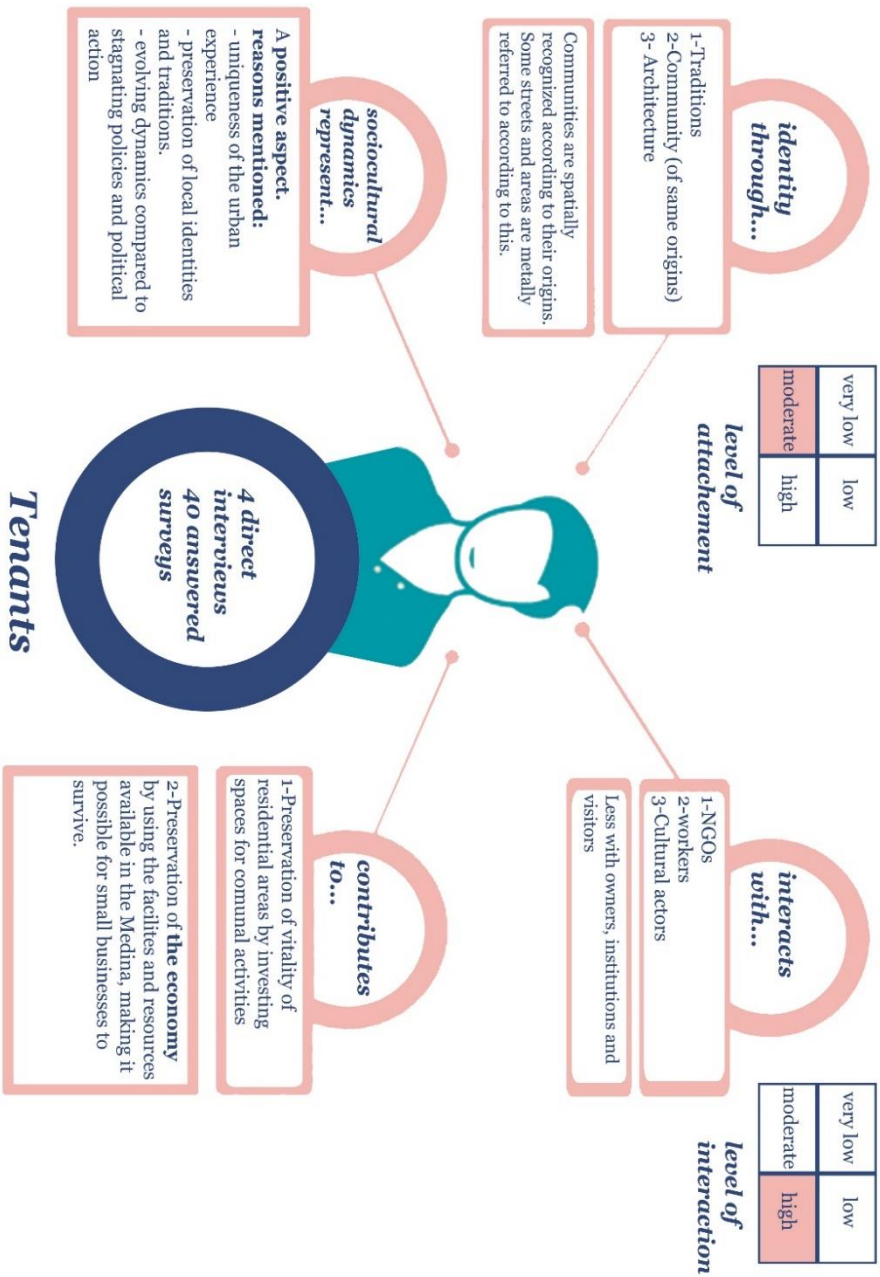 identity
through...
1-Traditions
2-Community (of same origins)
3- Architecture
Communities are spatially
recognized according to their origins.
Some streets and areas are metally
referred to according to this.
very low
low
moderate
high
level of
attachement
interacts
with...
1-NGOs
2-workers
3-Cultural actors
Less with owners, institutions and
visitors
very low
low
moderate
high
level of
interaction
sociocultural
dynamics
represent...
A positive aspect.
reasons mentioned:
- uniqueness of the urban
experience
- preservation of local identities
and traditions.
- evolving dynamics compared to
stagnating policies and political
action
4 direct
interviews
40 answered
surveys
Tenants
contributes
to...
1-Preservation of vitality of
residential areas by investing
spaces for comunal activities
2-Preservation of the economy
by using the facilites and resources
available in the Medina, making it
possible for small businesses to
survive.